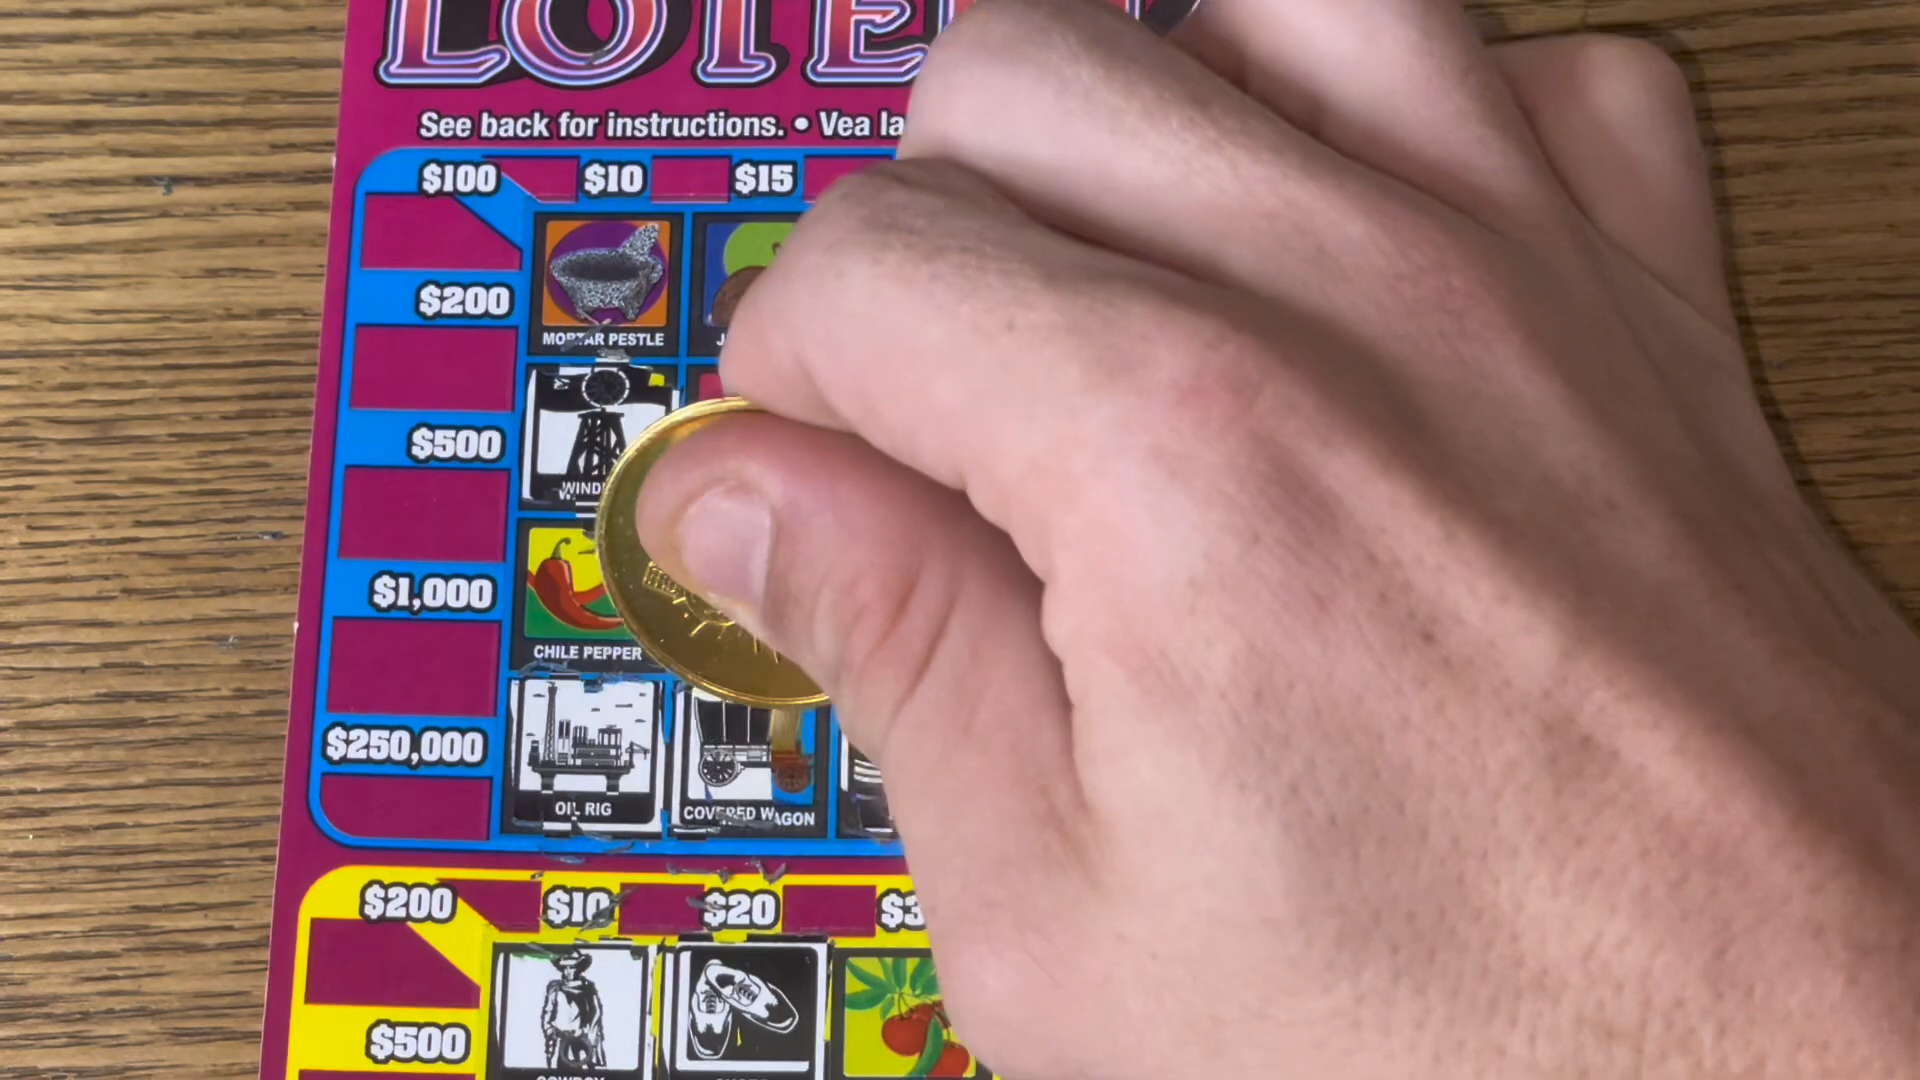 See back for instructions. • Vea la
$100 $10 $15
MORTAR PESTLE
$200
$500
CHILE PEPPER
$1,000
$250,000
OIL RIG COVERED WAGON
$200 $10 $20
$500